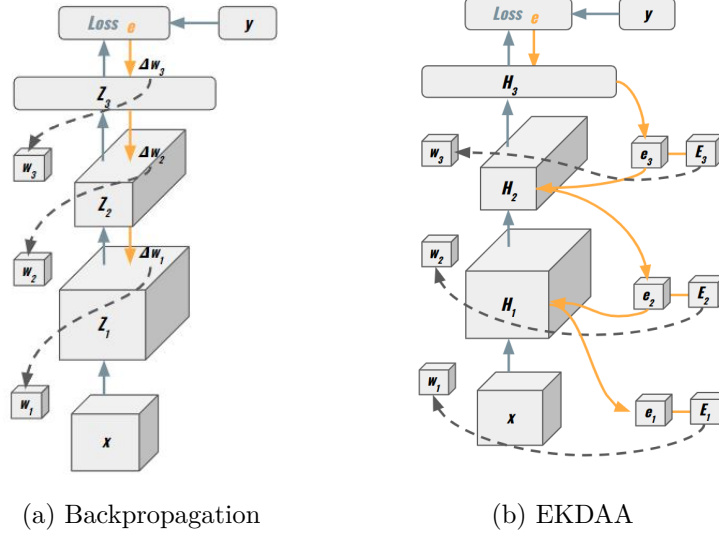 Loss e
y
Δw3
Z3
w3
Δw2
Z2
w2
Δw1
Z1
w1
x
(a) Backpropagation
Loss e
y
H3
w3
e3
E3
H2
w2
e2
E2
H1
w1
e1
E1
x
(b) EKDAA